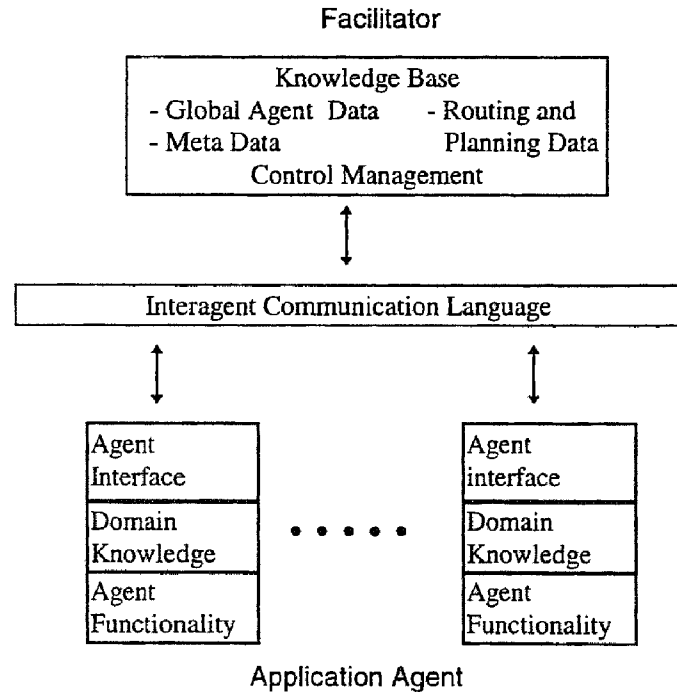 Facilitator
Knowledge Base
- Global Agent Data - Routing and
- Meta Data Planning Data
Control Management
Interagent Communication Language
Agent
Interface
Domain
Knowledge
Agent
Functionality
Agent
interface
Domain
Knowledge
Agent
Functionality
Application Agent